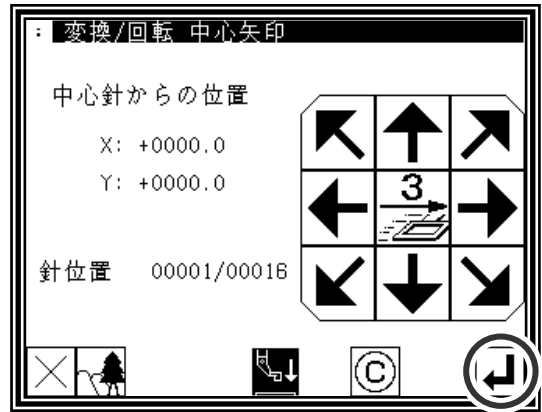 : 変換/回転 中心矢印
中心針からの位置
X: +0000.0
Y: +0000.0
3
針位置 00001/00016
©